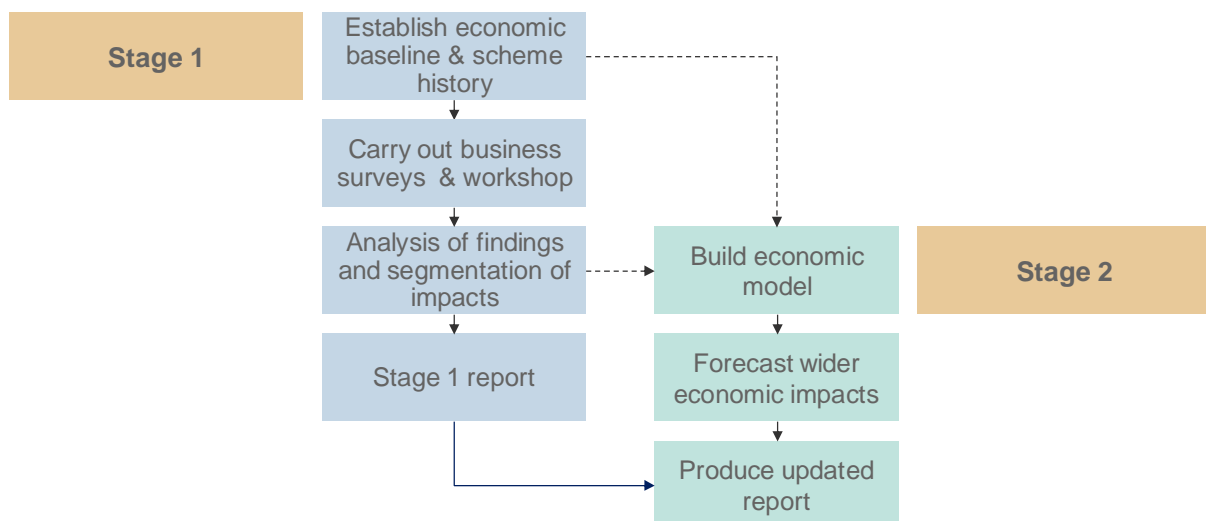 Stage 1
Establish economic
baseline & scheme
history
Carry out business
surveys & workshop
Analysis of findings
and segmentation of
impacts
Stage 1 report
Build economic
model
Stage 2
Forecast wider
economic impacts
Produce updated
report